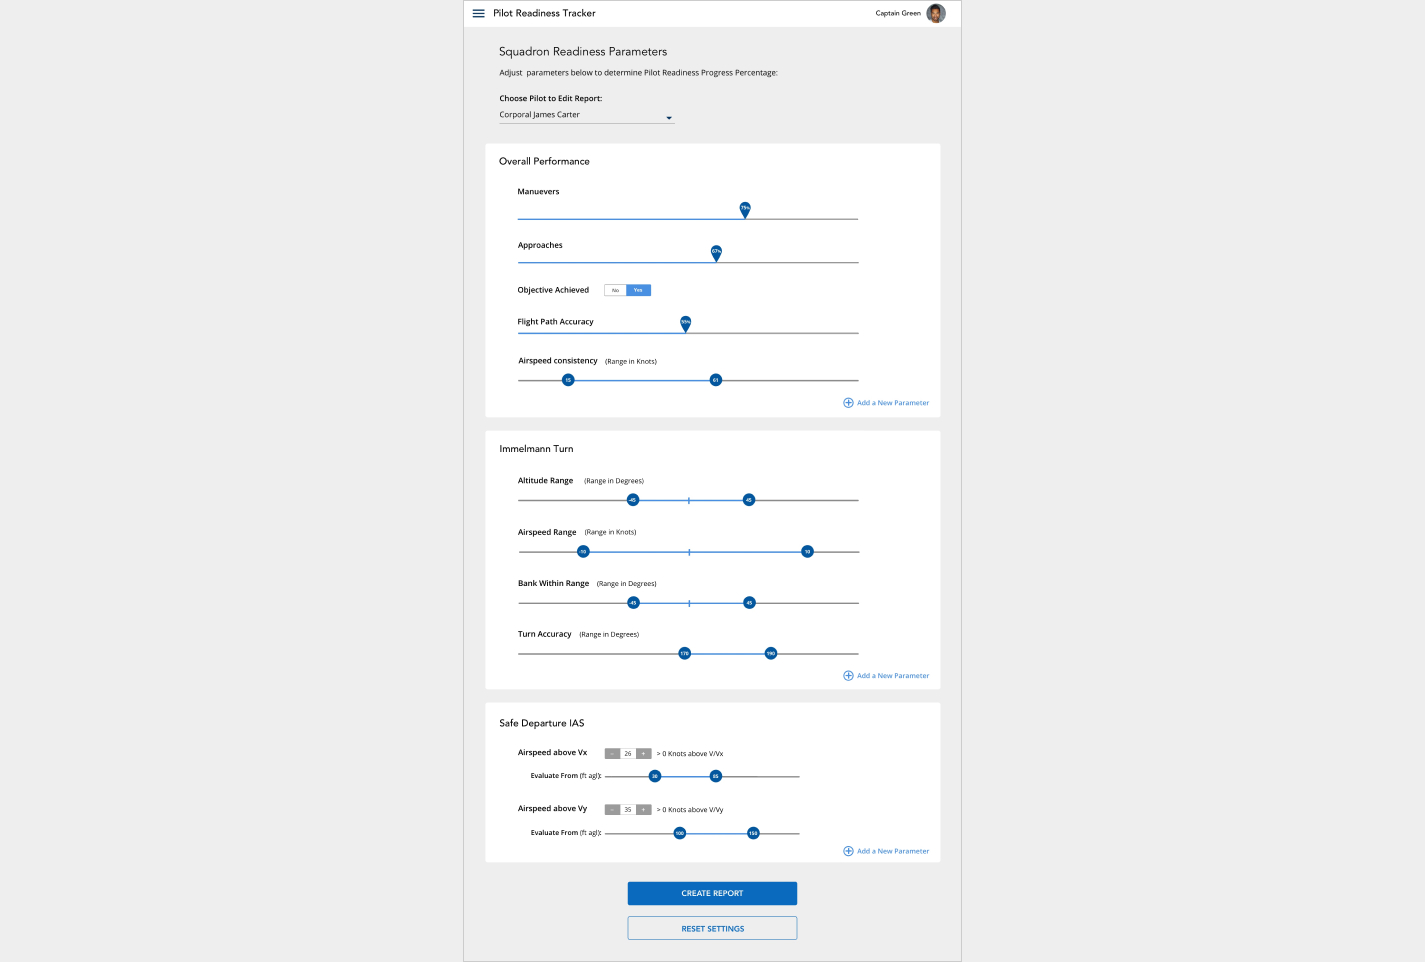 Pilot Readiness Tracker
Captain Green
Squadron Readiness Parameters
Adjust parameters below to determine Pilot Readiness Progress Percentage:
Choose Pilot to Edit Report:
Corporal James Carter
Overall Performance
Manuevers
75%
Approaches
67%
Objective Achieved No Yes
Flight Path Accuracy
55%
Airspeed consistency (Range in Knots)
15 61
Add a New Parameter
Immelmann Turn
Altitude Range (Range in Degrees)
-45 45
Airspeed Range (Range in Knots)
-10 10
Bank Within Range (Range in Degrees)
-45 45
Turn Accuracy (Range in Degrees)
170 190
Add a New Parameter
Safe Departure IAS
Airspeed above Vx - 26 + > 0 Knots above V/Vx
Evaluate From (ft agl): 30 85
Airspeed above Vy - 35 + > 0 Knots above V/Vy
Evaluate From (ft agl): 100 150
Add a New Parameter
CREATE REPORT
RESET SETTINGS